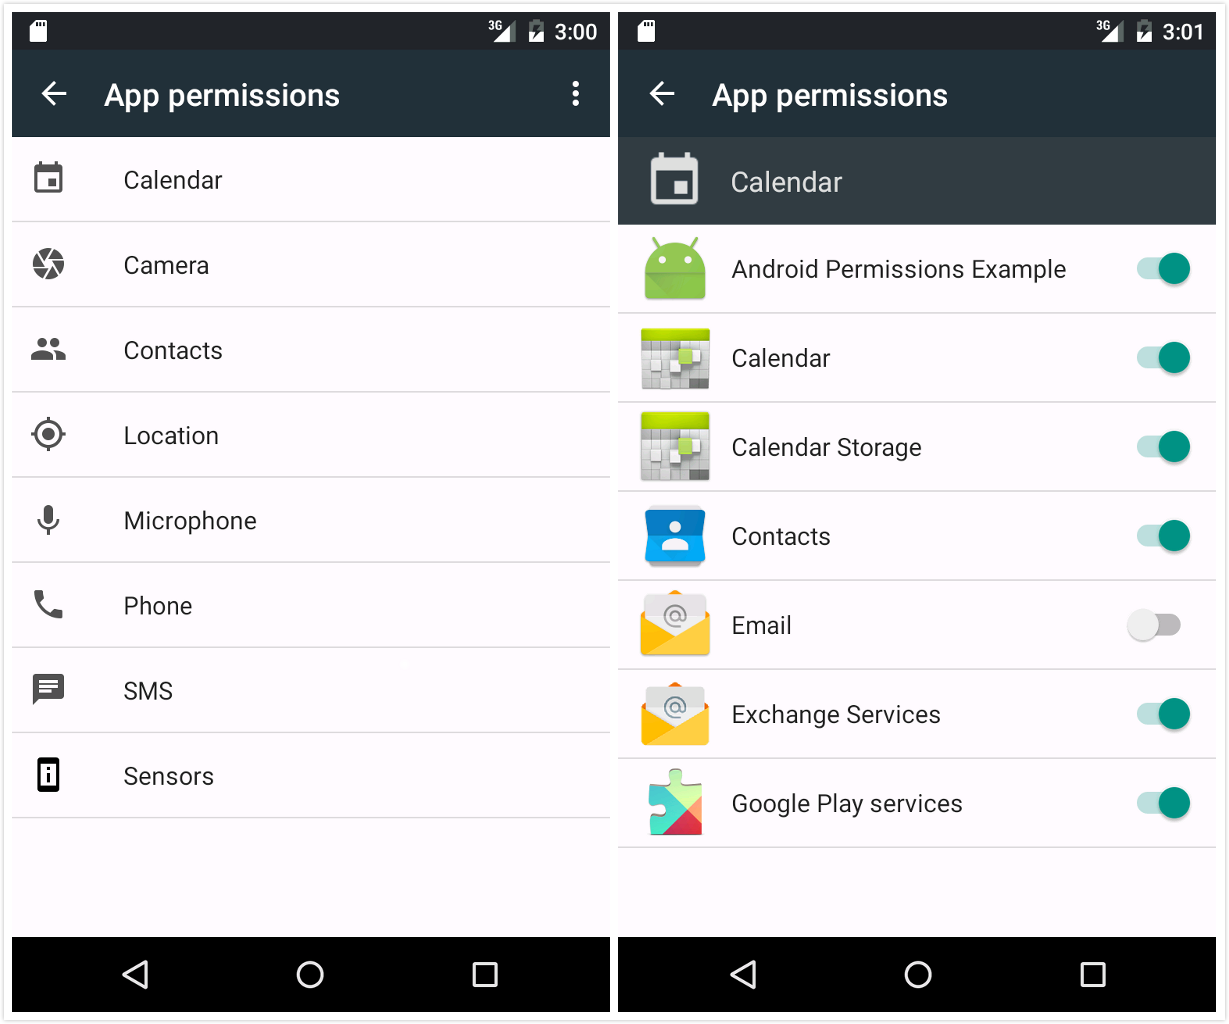 3G 3:00
App permissions
Calendar
Camera
Contacts
Location
Microphone
Phone
SMS
Sensors
3G 3:01
App permissions
Calendar
Android Permissions Example
Calendar
Calendar Storage
Contacts
@ Email
@ Exchange Services
Google Play services